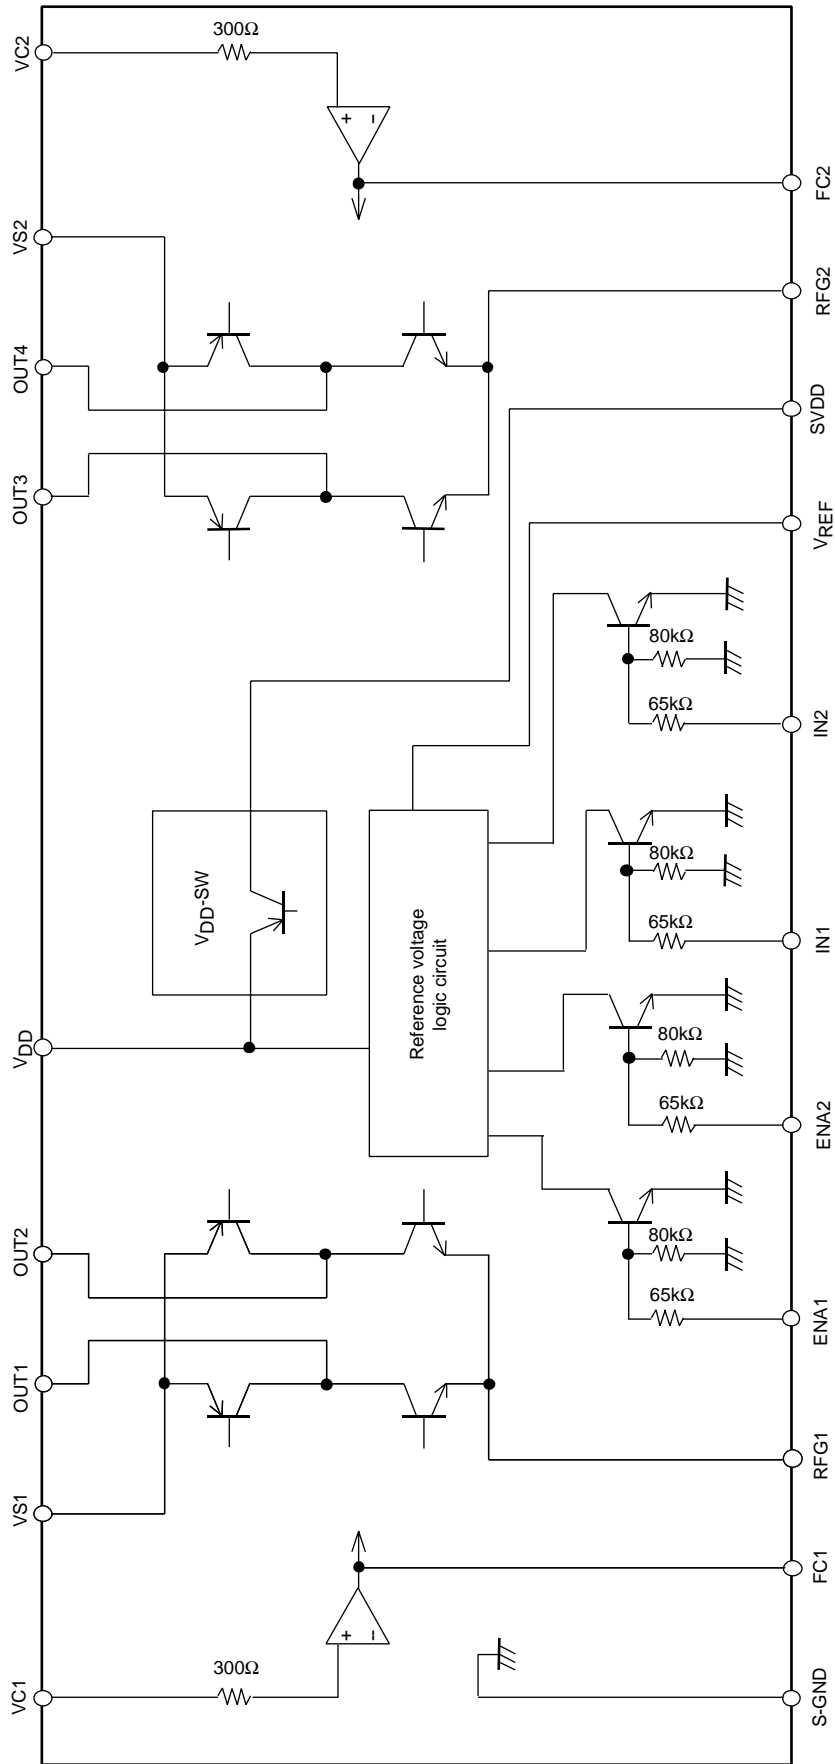 VC2
300Ω
+
−
FC2
VS2
RFG2
OUT4
SVDD
OUT3
VREF
80kΩ
65kΩ
IN2
VDD-SW
80kΩ
65kΩ
IN1
Reference voltage
logic circuit
VDD
80kΩ
65kΩ
ENA2
OUT2
80kΩ
65kΩ
ENA1
OUT1
RFG1
VS1
FC1
+
−
300Ω
VC1
S-GND